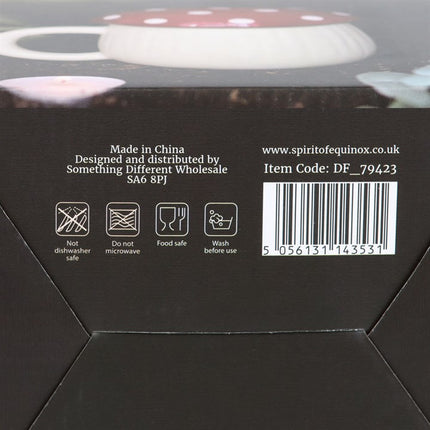 Made in China
Designed and distributed by
Something Different Wholesale
SA6 8PJ
Not
dishwasher
safe
Do not
microwave
Food safe
Wash
before use
www.spiritofequinox.co.uk
Item Code: DF_79423
5 056131 143531